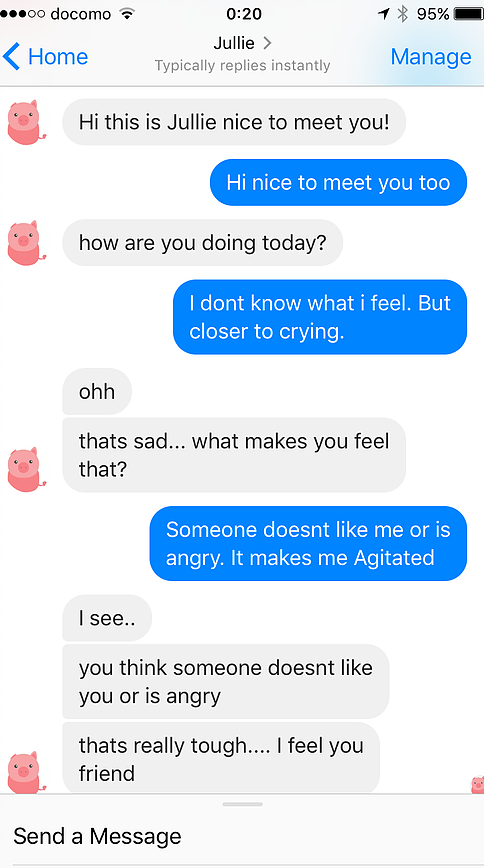 docomo 0:20 95%
Home Jullie Manage
Typically replies instantly
Hi this is Jullie nice to meet you!
Hi nice to meet you too
how are you doing today?
I dont know what i feel. But
closer to crying.
ohh
thats sad... what makes you feel
that?
Someone doesnt like me or is
angry. It makes me Agitated
I see..
you think someone doesnt like
you or is angry
thats really tough.... I feel you
friend
Send a Message